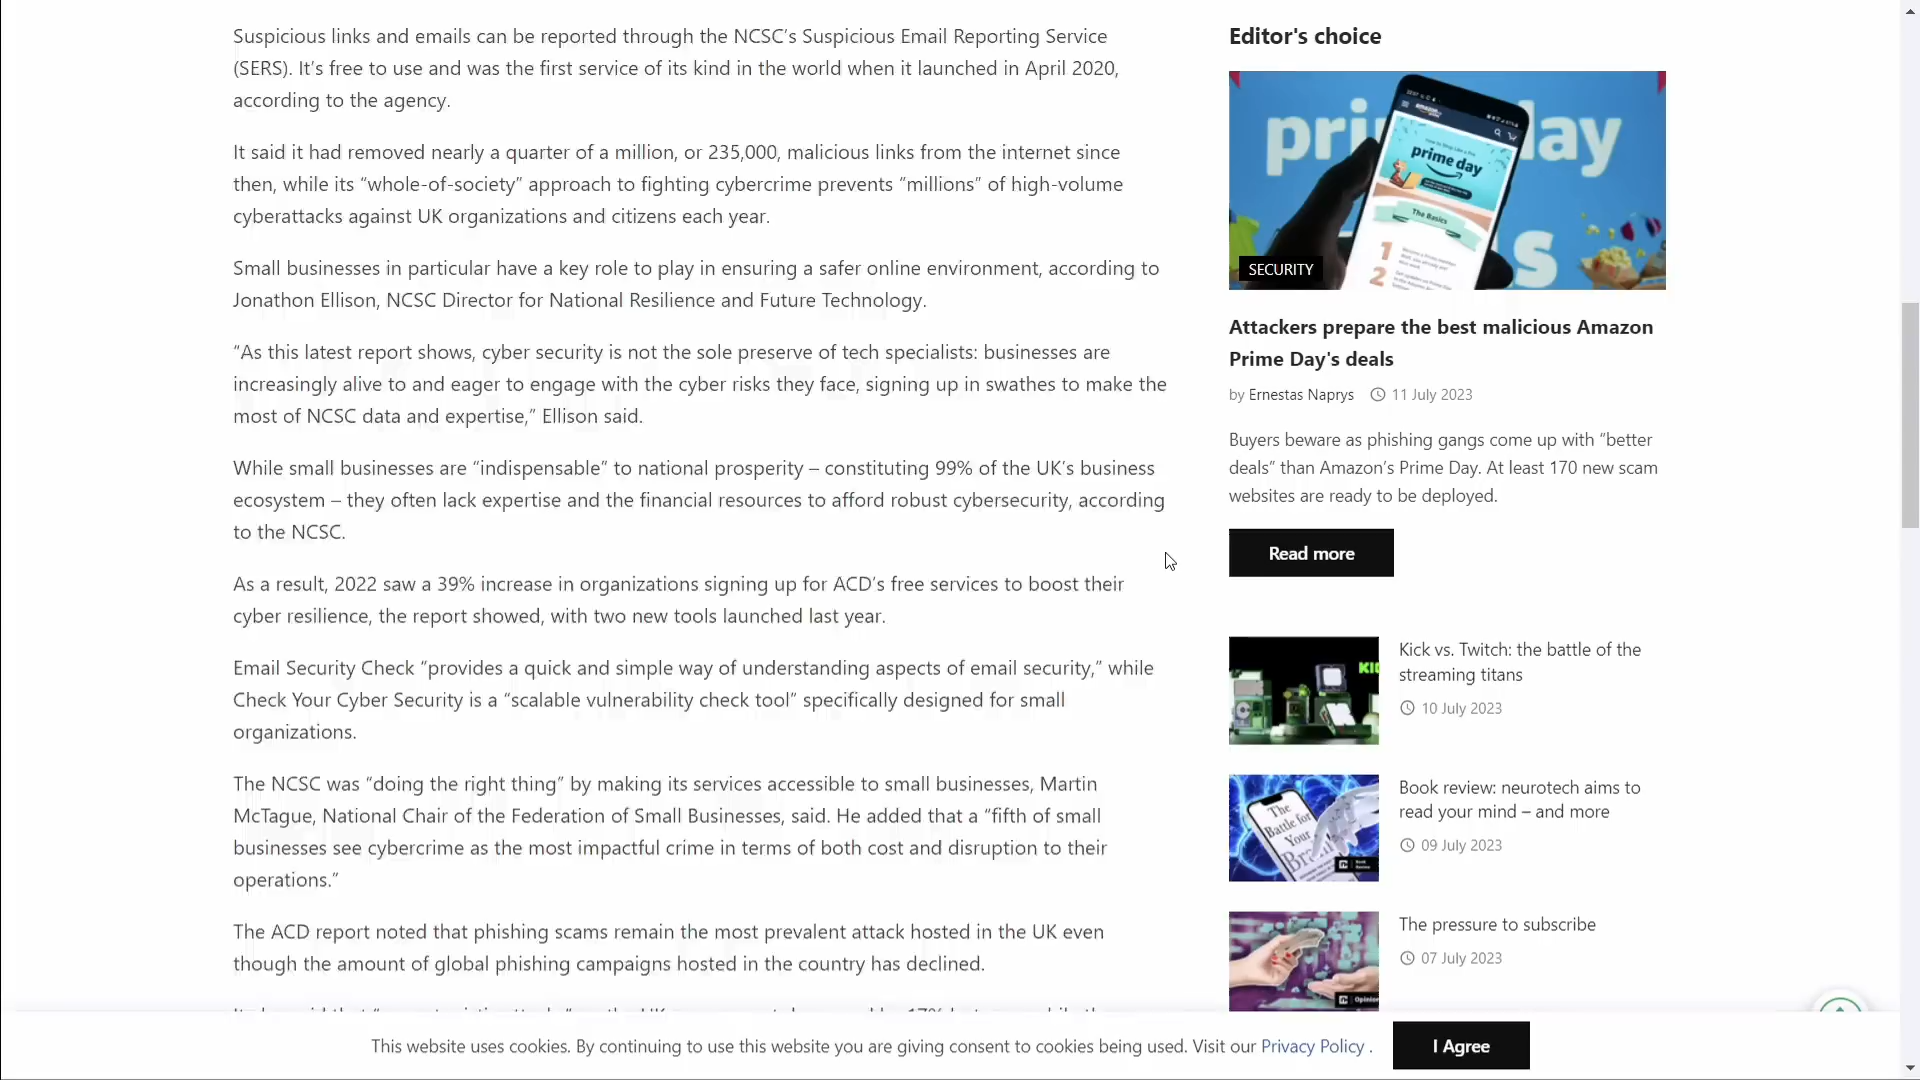 Suspicious links and emails can be reported through the NCSC’s Suspicious Email Reporting Service
(SERS). It’s free to use and was the first service of its kind in the world when it launched in April 2020,
according to the agency.
It said it had removed nearly a quarter of a million, or 235,000, malicious links from the internet since
then, while its “whole-of-society” approach to fighting cybercrime prevents “millions” of high-volume
cyberattacks against UK organizations and citizens each year.
Small businesses in particular have a key role to play in ensuring a safer online environment, according to
Jonathon Ellison, NCSC Director for National Resilience and Future Technology.
“As this latest report shows, cyber security is not the sole preserve of tech specialists: businesses are
increasingly alive to and eager to engage with the cyber risks they face, signing up in swathes to make the
most of NCSC data and expertise,” Ellison said.
While small businesses are “indispensable” to national prosperity – constituting 99% of the UK’s business
ecosystem – they often lack expertise and the financial resources to afford robust cybersecurity, according
to the NCSC.
As a result, 2022 saw a 39% increase in organizations signing up for ACD’s free services to boost their
cyber resilience, the report showed, with two new tools launched last year.
Email Security Check “provides a quick and simple way of understanding aspects of email security,” while
Check Your Cyber Security is a “scalable vulnerability check tool” specifically designed for small
organizations.
The NCSC was “doing the right thing” by making its services accessible to small businesses, Martin
McTague, National Chair of the Federation of Small Businesses, said. He added that a “fifth of small
businesses see cybercrime as the most impactful crime in terms of both cost and disruption to their
operations.”
The ACD report noted that phishing scams remain the most prevalent attack hosted in the UK even
though the amount of global phishing campaigns hosted in the country has declined.
Editor's choice
prime day
The Basics
1
2
SECURITY
Attackers prepare the best malicious Amazon
Prime Day's deals
by Ernestas Naprys 11 July 2023
Buyers beware as phishing gangs come up with “better
deals” than Amazon’s Prime Day. At least 170 new scam
websites are ready to be deployed.
Read more
Kick vs. Twitch: the battle of the
streaming titans
10 July 2023
The
Battle for
Your
Brain
Book review: neurotech aims to
read your mind – and more
09 July 2023
Opinion
The pressure to subscribe
07 July 2023
This website uses cookies. By continuing to use this website you are giving consent to cookies being used. Visit our Privacy Policy .
I Agree